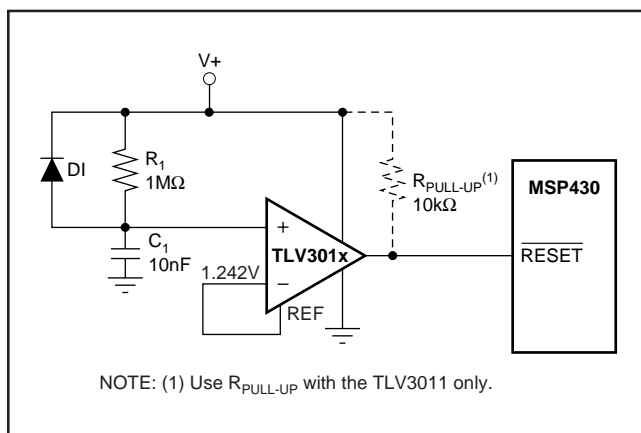 V+
DI
R1
1MΩ
C1
10nF
RPULL-UP(1)
10kΩ
MSP430
RESET
+
TLV301x
1.242V
−
REF
NOTE: (1) Use RPULL-UP with the TLV3011 only.